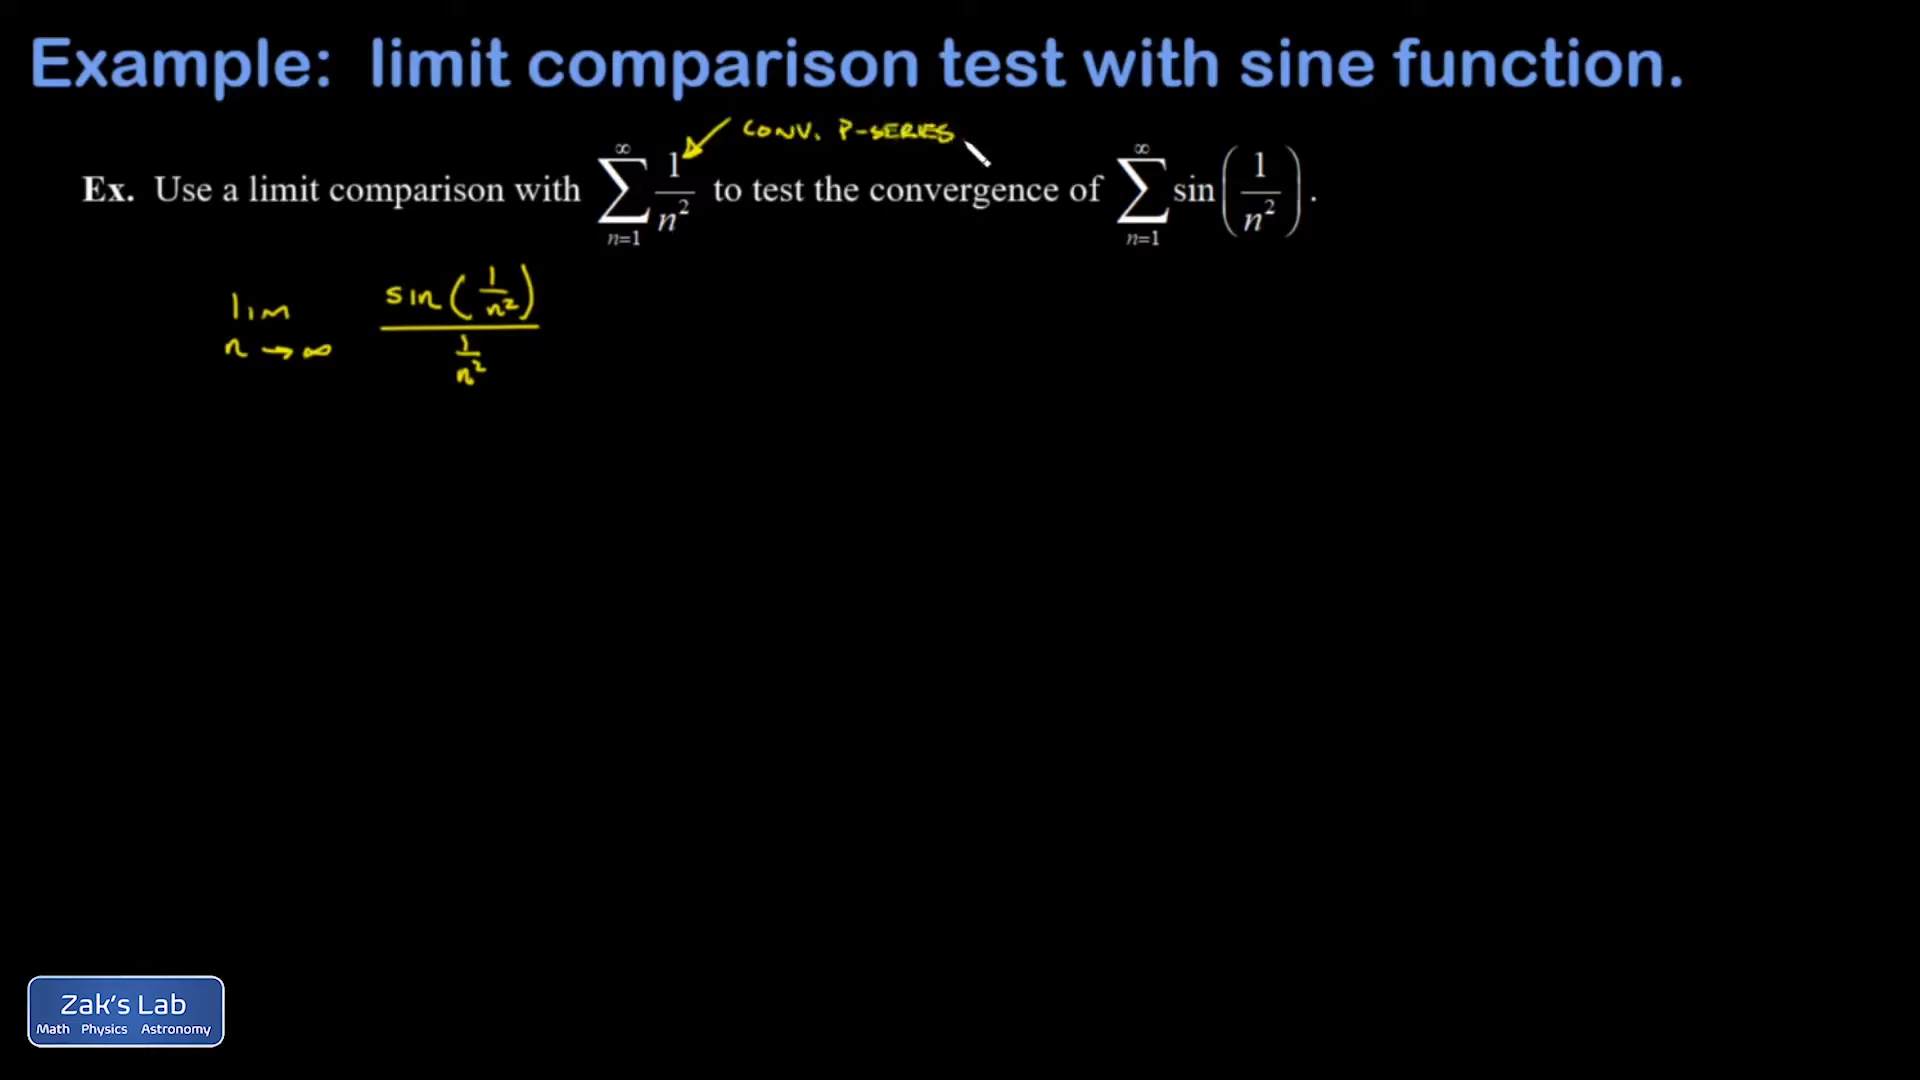 Example: limit comparison test with sine function.
CONV. P-SERIES
Ex. Use a limit comparison with ∑_{n=1}^{∞} 1/n² to test the convergence of ∑_{n=1}^{∞} sin(1/n²).
lim_{n→∞} sin(1/n²) / (1/n²)
Zak's Lab
Math Physics Astronomy